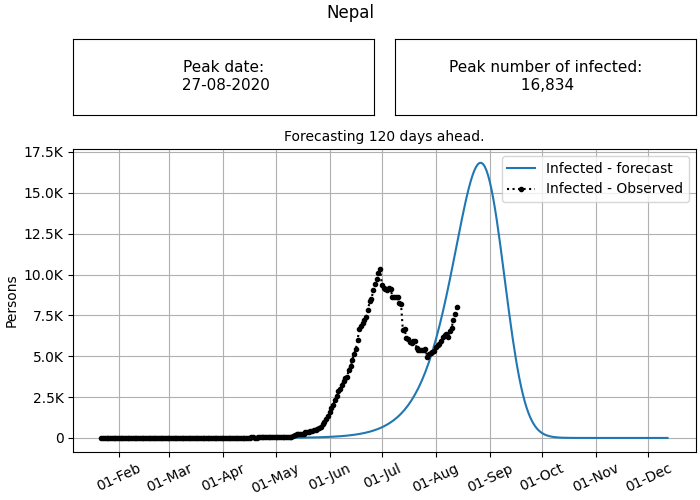 Nepal
Peak date:
27-08-2020
Peak number of infected:
16,834
Forecasting 120 days ahead.
17.5K
15.0K
12.5K
10.0K
7.5K
5.0K
2.5K
0
Persons
Infected - forecast
Infected - Observed
01-Feb
01-Mar
01-Apr
01-May
01-Jun
01-Jul
01-Aug
01-Sep
01-Oct
01-Nov
01-Dec